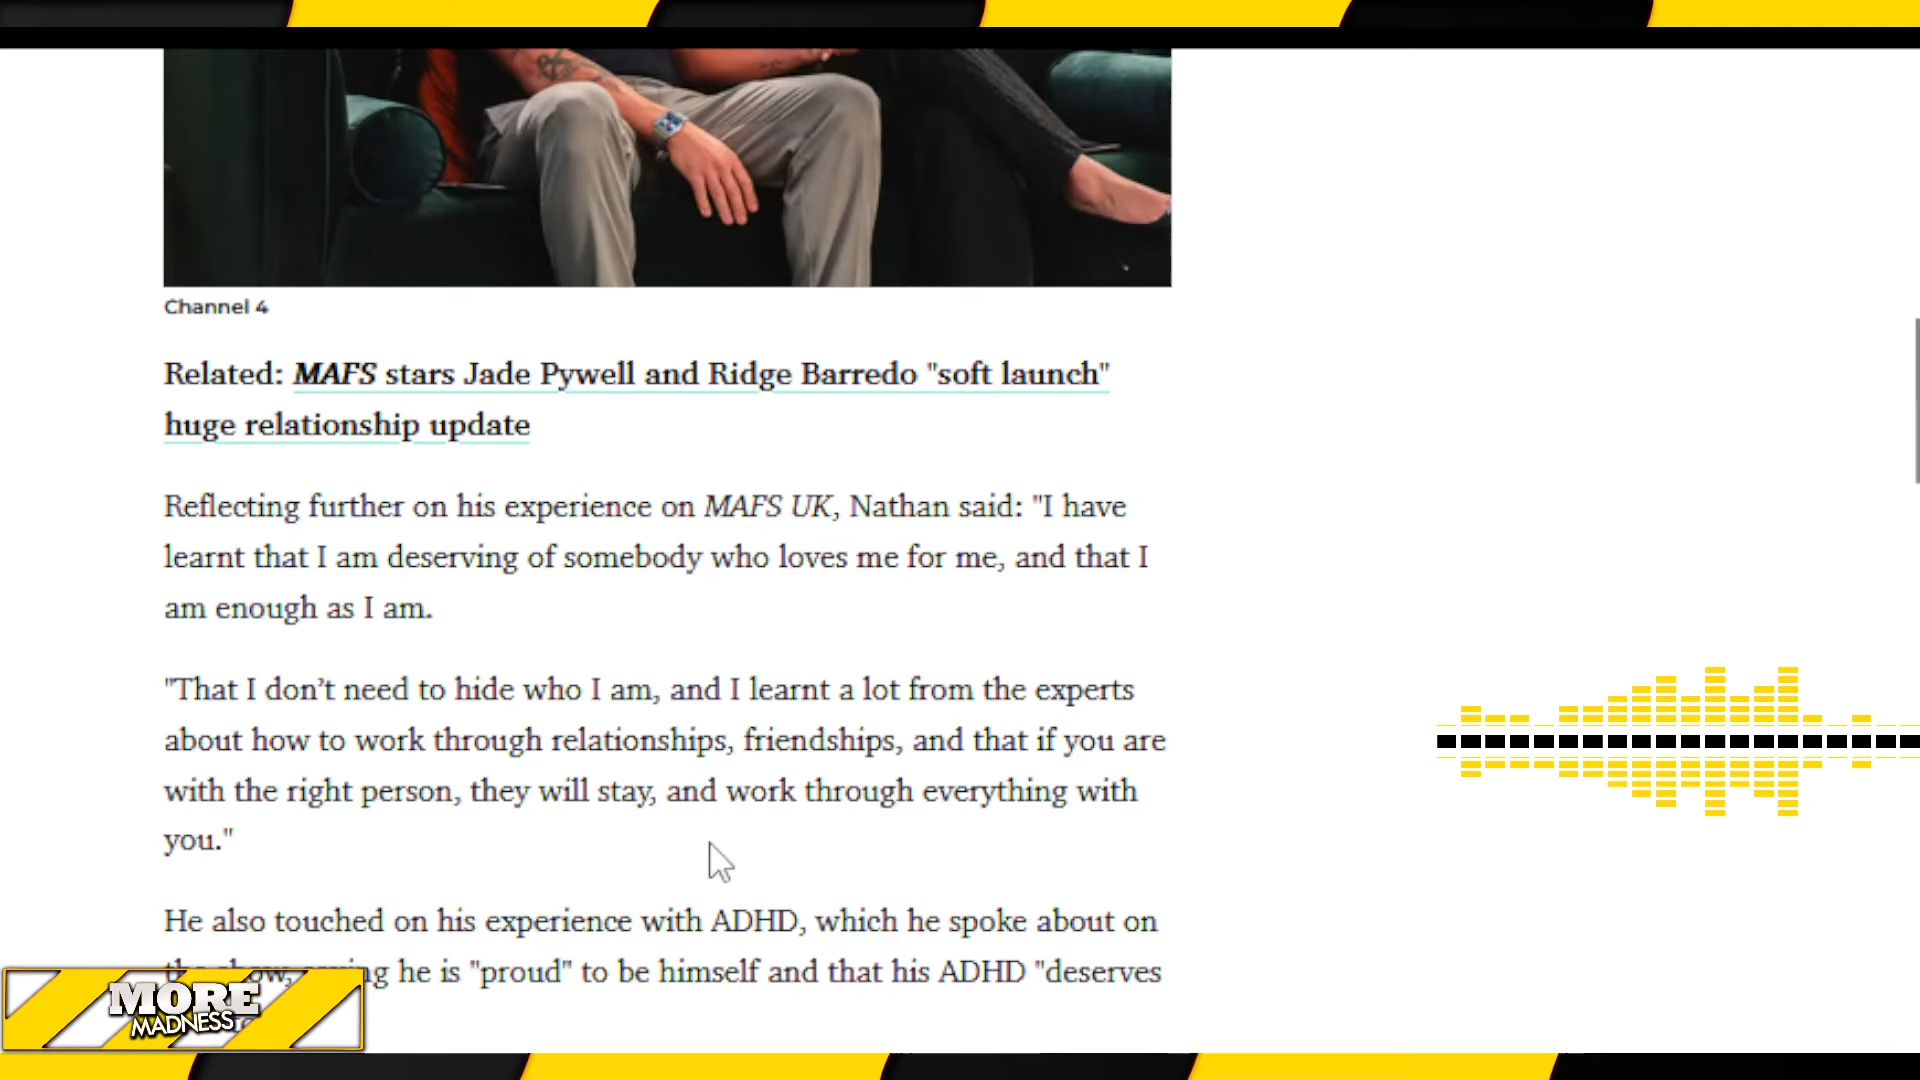 Channel 4
Related: MAFS stars Jade Pywell and Ridge Barredo "soft launch"
huge relationship update
Reflecting further on his experience on MAFS UK, Nathan said: "I have
learnt that I am deserving of somebody who loves me for me, and that I
am enough as I am.
"That I don’t need to hide who I am, and I learnt a lot from the experts
about how to work through relationships, friendships, and that if you are
with the right person, they will stay, and work through everything with
you."
He also touched on his experience with ADHD, which he spoke about on
the show, saying he is "proud" to be himself and that his ADHD "deserves
MORE
MADNESS